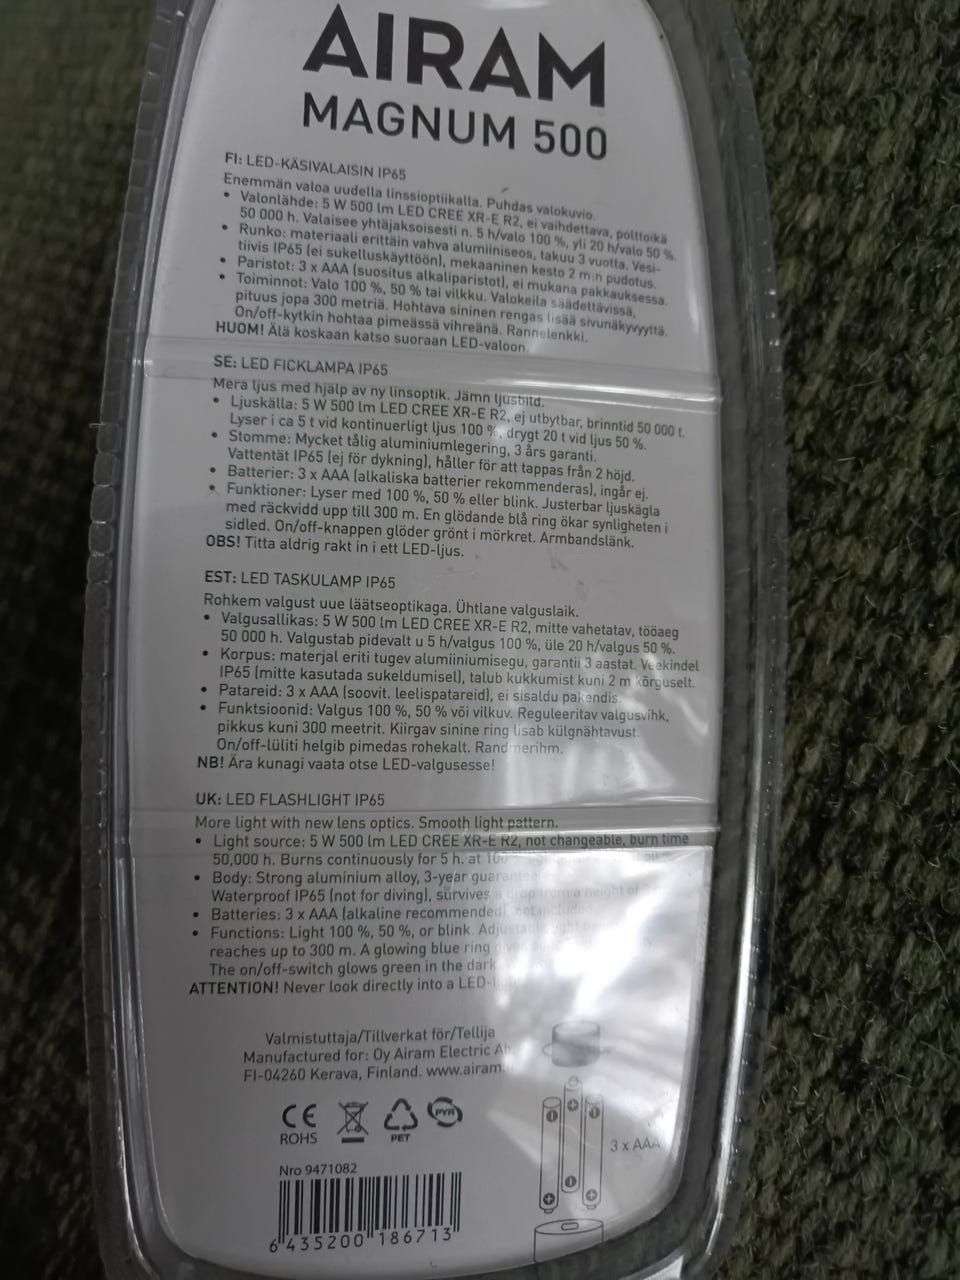 AIRAM
MAGNUM 500
FI: LED-KÄSIVALAISIN IP65
Enemmän valoa uudella linssioptiikalla. Puhdas valokuvio.
• Valonlähde: 5 W 500 lm LED CREE XR-E R2, ei vaihdettava, polttoikä
50 000 h. Valaisee yhtäjaksoisesti n. 5 h/valo 100 %, yli 20 h/valo 50 %.
• Runko: materiaali erittäin vahva alumiiniseos, takuu 3 vuotta. Vesi-
tiivis IP65 (ei sukelluskäyttöön), mekaaninen kesto 2 m:n pudotus.
• Paristot: 3 x AAA (suositus alkaliparistot), ei mukana pakkauksessa.
• Toiminnot: Valo 100 %, 50 % tai vilkku. Valokeila säädettävissä,
pituus jopa 300 metriä. Hohtava sininen rengas lisää sivunäkyvyyttä.
On/off-kytkin hohtaa pimeässä vihreänä. Rannelenkki.
HUOM! Älä koskaan katso suoraan LED-valoon.
SE: LED FICKLAMPA IP65
Mera ljus med hjälp av ny linsoptik. Jämn ljusbild.
• Ljuskälla: 5 W 500 lm LED CREE XR-E R2, ej utbytbar, brinntid 50 000 t.
Lyser i ca 5 t vid kontinuerligt ljus 100 %, drygt 20 t vid ljus 50 %.
• Stomme: Mycket tålig aluminiumlegering, 3 års garanti.
Vattentät IP65 (ej för dykning), håller för att tappas från 2 höjd.
• Batterier: 3 x AAA (alkaliska batterier rekommenderas), ingår ej.
• Funktioner: Lyser med 100 %, 50 % eller blink. Justerbar ljuskägla
med räckvidd upp till 300 m. En glödande blå ring ökar synligheten i
sidled. On/off-knappen glöder grönt i mörkret. Armbandslänk.
OBS! Titta aldrig rakt in i ett LED-ljus.
EST: LED TASKULAMP IP65
Rohkem valgust uue läätseoptikaga. Ühtlane valguslaik.
• Valgusallikas: 5 W 500 lm LED CREE XR-E R2, mitte vahetatav, tööaeg
50 000 h. Valgustab pidevalt u 5 h/valgus 100 %, üle 20 h/valgus 50 %.
• Korpus: materjal eriti tugev alumiiniumisegu, garantii 3 aastat. Veekindel
IP65 (mitte kasutada sukeldumisel), talub kukkumist kuni 2 m kõrguselt.
• Patareid: 3 x AAA (soovit. leelispatareid), ei sisaldu pakendis.
• Funktsioonid: Valgus 100 %, 50 % või vilkuv. Reguleeritav valgusvihk,
pikkus kuni 300 meetrit. Kiirgav sinine ring lisab külgnähtavust.
On/off-lüliti helgib pimedas rohekalt. Randmerihm.
NB! Ära kunagi vaata otse LED-valgusesse!
UK: LED FLASHLIGHT IP65
More light with new lens optics. Smooth light pattern.
• Light source: 5 W 500 lm LED CREE XR-E R2, not changeable, burn time
50,000 h. Burns continuously for 5 h. at 100
• Body: Strong aluminium alloy, 3-year guarantee
Waterproof IP65 (not for diving), survives a drop from a height of
• Batteries: 3 x AAA (alkaline recommended) not included
• Functions: Light 100 %, 50 %, or blink.
reaches up to 300 m. A glowing blue ring
The on/off-switch glows green in the dark
ATTENTION! Never look directly into a LED-
Valmistuttaja/Tillverkat för/Tellija
Manufactured for: Oy Airam Electric Ab
FI-04260 Kerava, Finland. www.airam.
CE
ROHS
PET
PYR
3 x AAA
Nro 9471082
6 435200 186713